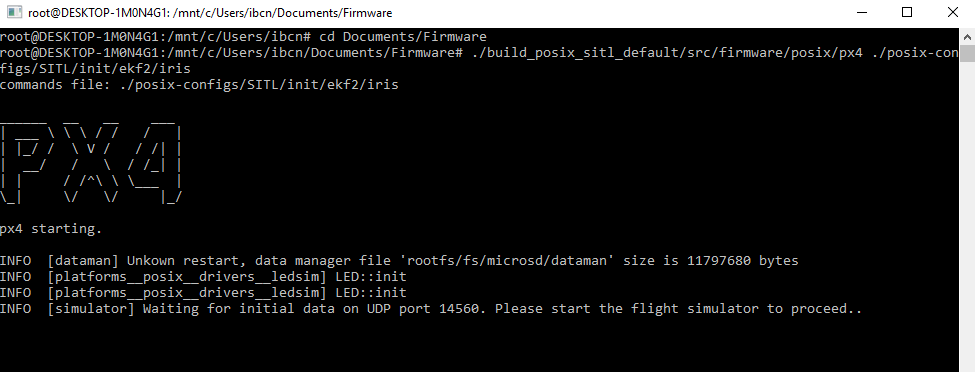 root@DESKTOP-1M0N4G1: /mnt/c/Users/ibcn/Documents/Firmware
root@DESKTOP-1M0N4G1:/mnt/c/Users/ibcn# cd Documents/Firmware
root@DESKTOP-1M0N4G1:/mnt/c/Users/ibcn/Documents/Firmware# ./build_posix_sitl_default/src/firmware/posix/px4 ./posix-con
figs/SITL/init/ekf2/iris
commands file: ./posix-configs/SITL/init/ekf2/iris
PX4
px4 starting.
INFO  [dataman] Unkown restart, data manager file 'rootfs/fs/microsd/dataman' size is 11797680 bytes
INFO  [platforms__posix__drivers__ledsim] LED::init
INFO  [platforms__posix__drivers__ledsim] LED::init
INFO  [simulator] Waiting for initial data on UDP port 14560. Please start the flight simulator to proceed..